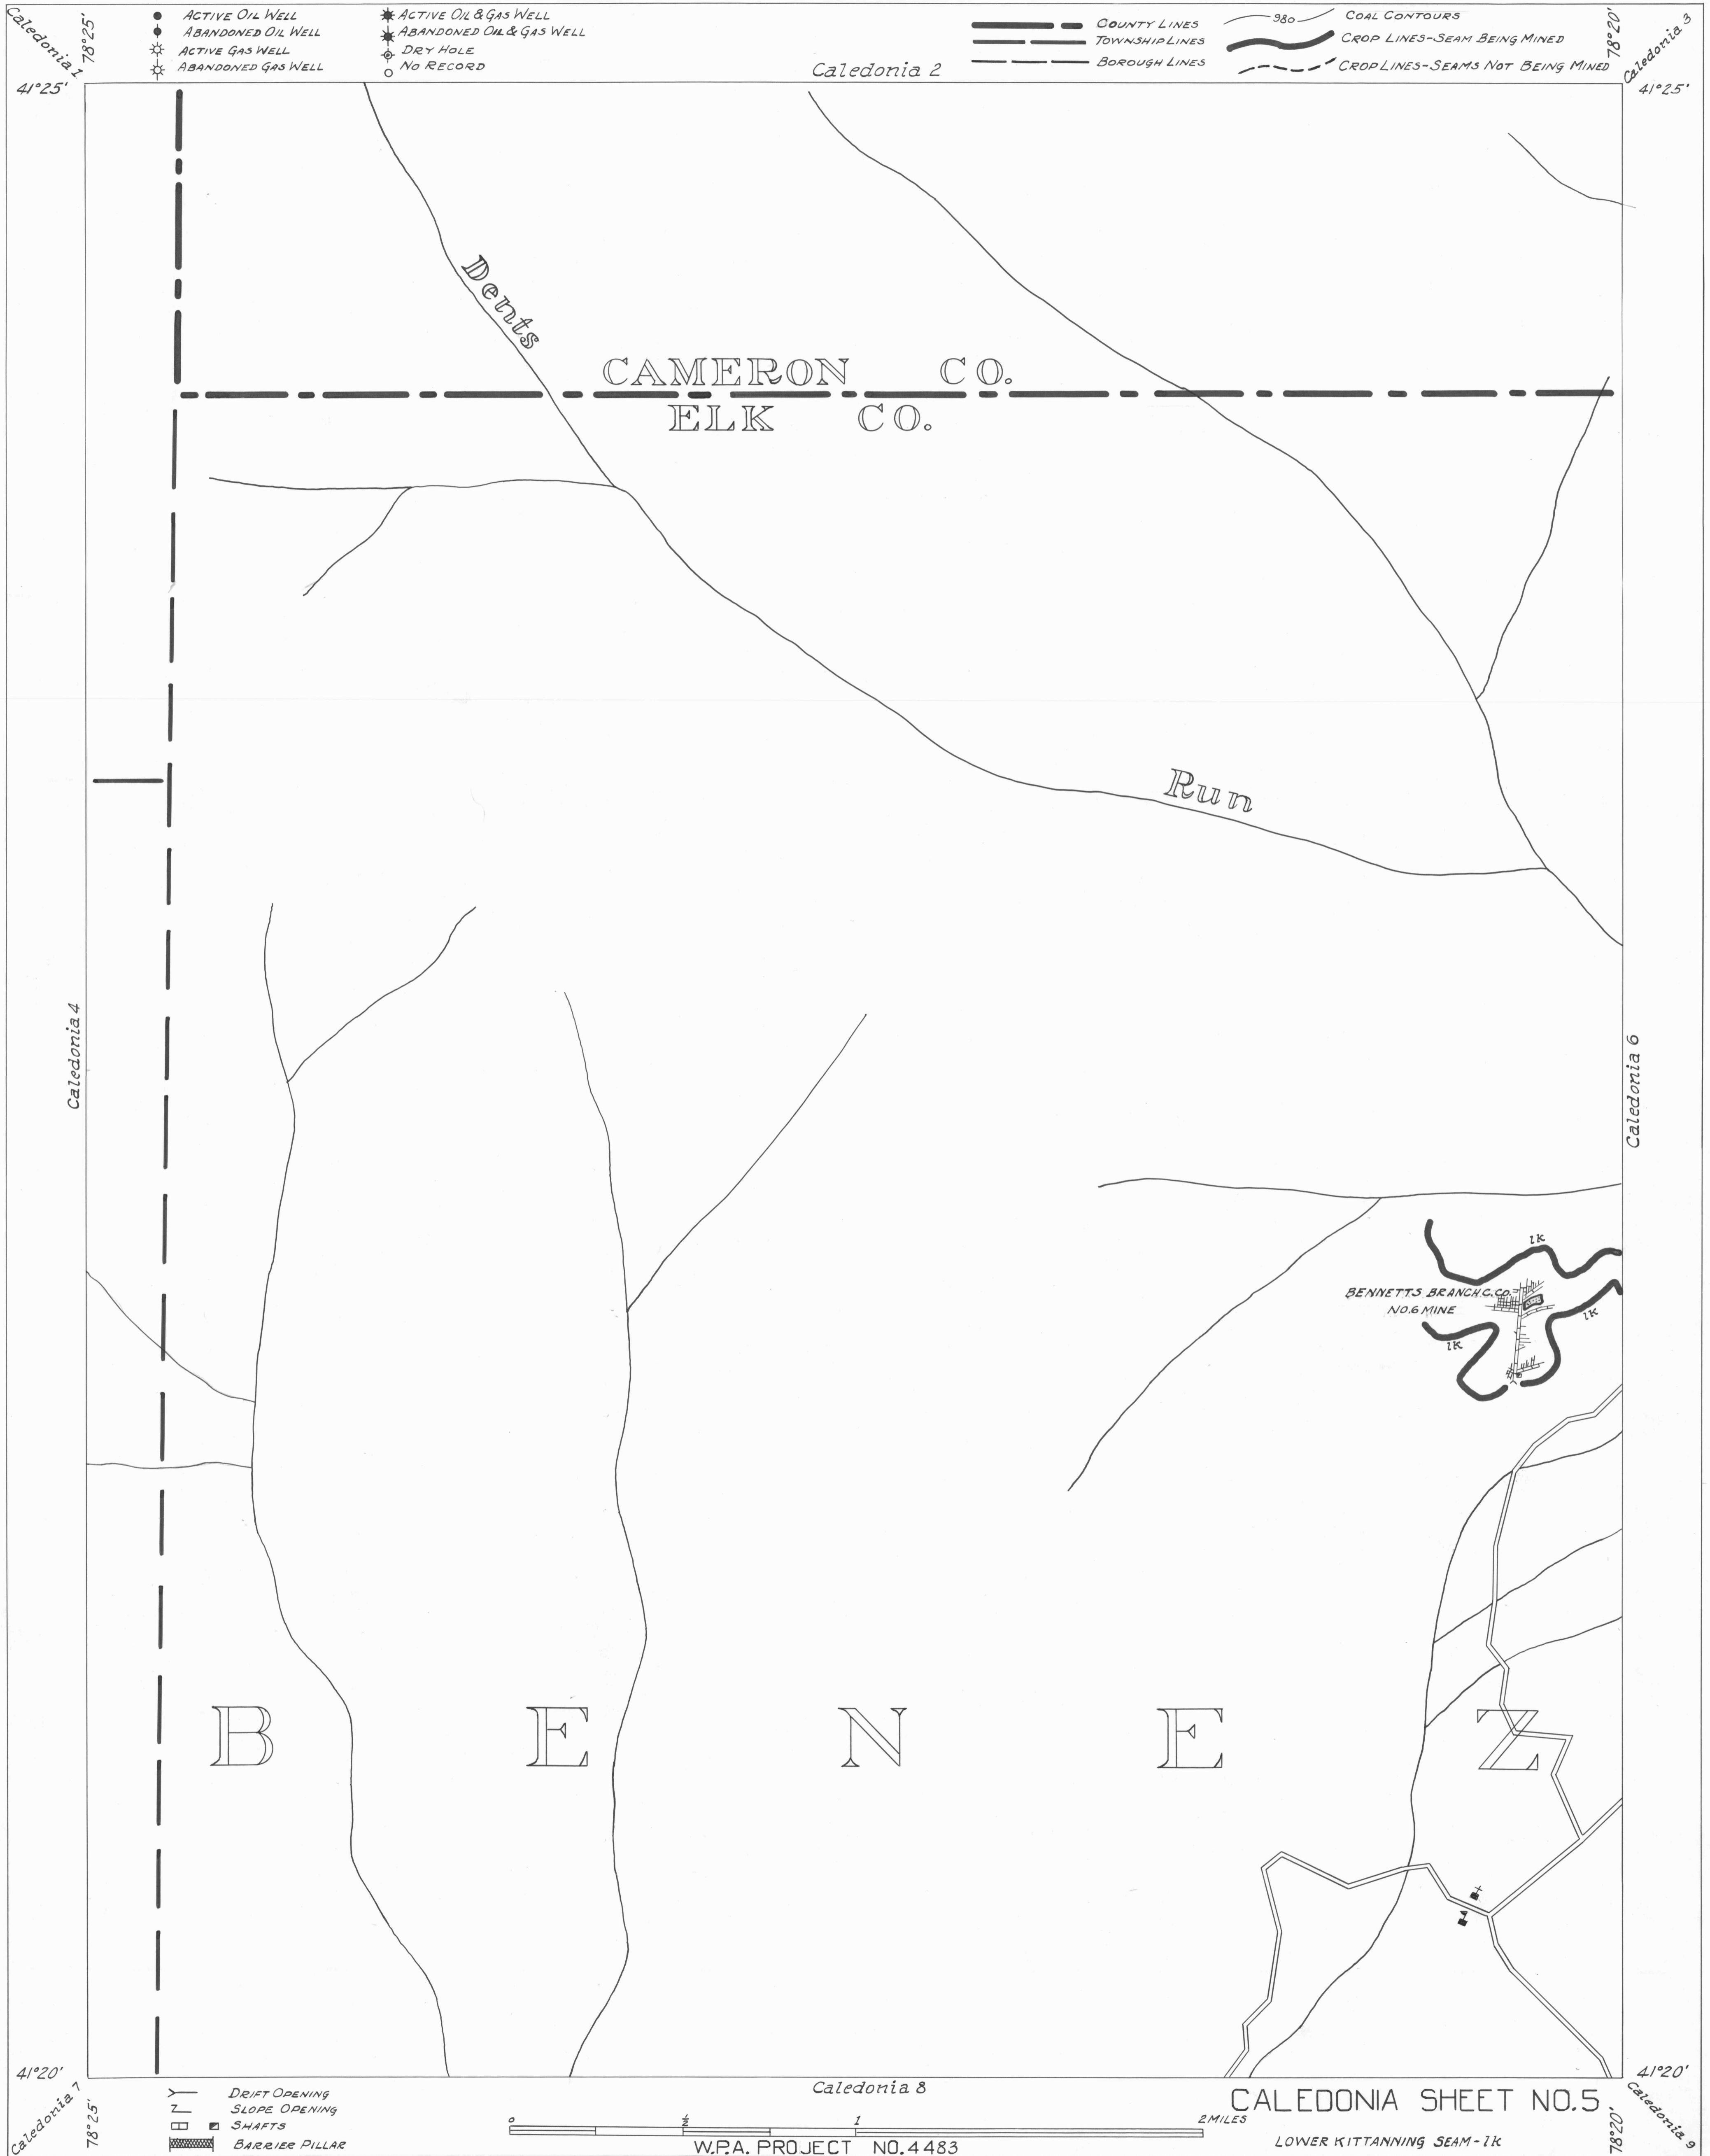 Caledonia 1
78°25'
ACTIVE OIL WELL
ABANDONED OIL WELL
ACTIVE GAS WELL
ABANDONED GAS WELL
ACTIVE OIL & GAS WELL
ABANDONED OIL & GAS WELL
DRY HOLE
NO RECORD
Caledonia 2
COUNTY LINES
TOWNSHIP LINES
BOROUGH LINES
980
COAL CONTOURS
CROP LINES-SEAM BEING MINED
CROP LINES-SEAMS NOT BEING MINED
78°20'
Caledonia 3
41°25'
41°25'
Dents
CAMERON CO.
ELK CO.
Run
Caledonia 4
Caledonia 6
lk
BENNETTS BRANCH C. CO.
NO.6 MINE
lk
lk
B E N E Z
41°20'
41°20'
Caledonia 7
78°25'
DRIFT OPENING
SLOPE OPENING
SHAFTS
BARRIER PILLAR
Caledonia 8
0 ½ 1 2 MILES
W.P.A. PROJECT NO. 4483
CALEDONIA SHEET NO.5
LOWER KITTANNING SEAM-lk
78°20'
Caledonia 9